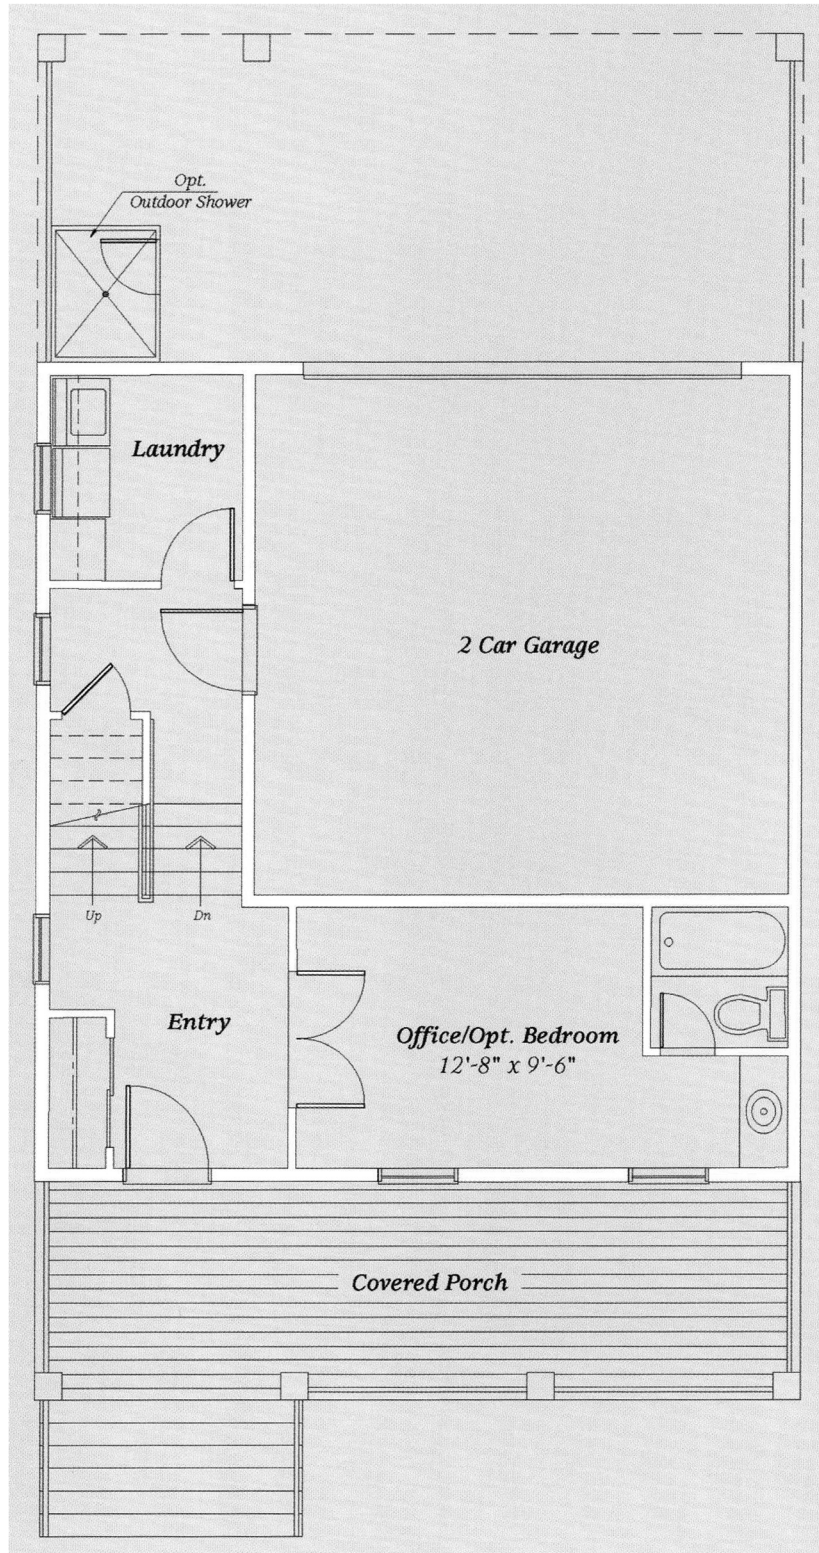 Opt.
Outdoor Shower
Laundry
2 Car Garage
Up
Dn
Entry
Office/Opt. Bedroom
12'-8" x 9'-6"
Covered Porch